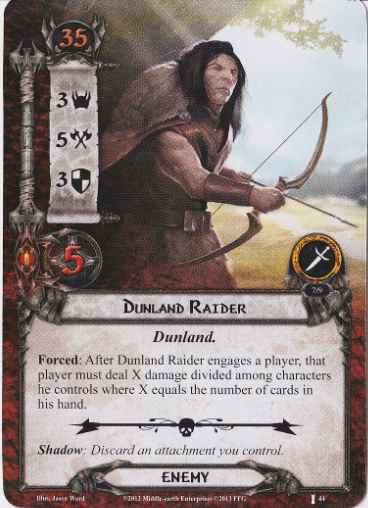 35
3
5
3
5
7/9
Dunland Raider
Dunland.
Forced: After Dunland Raider engages a player, that
player must deal X damage divided among characters
he controls where X equals the number of cards in
his hand.
Shadow: Discard an attachment you control.
ENEMY
Illus. Jason Ward ©2013 Middle-earth Enterprises ©2013 FFG 44